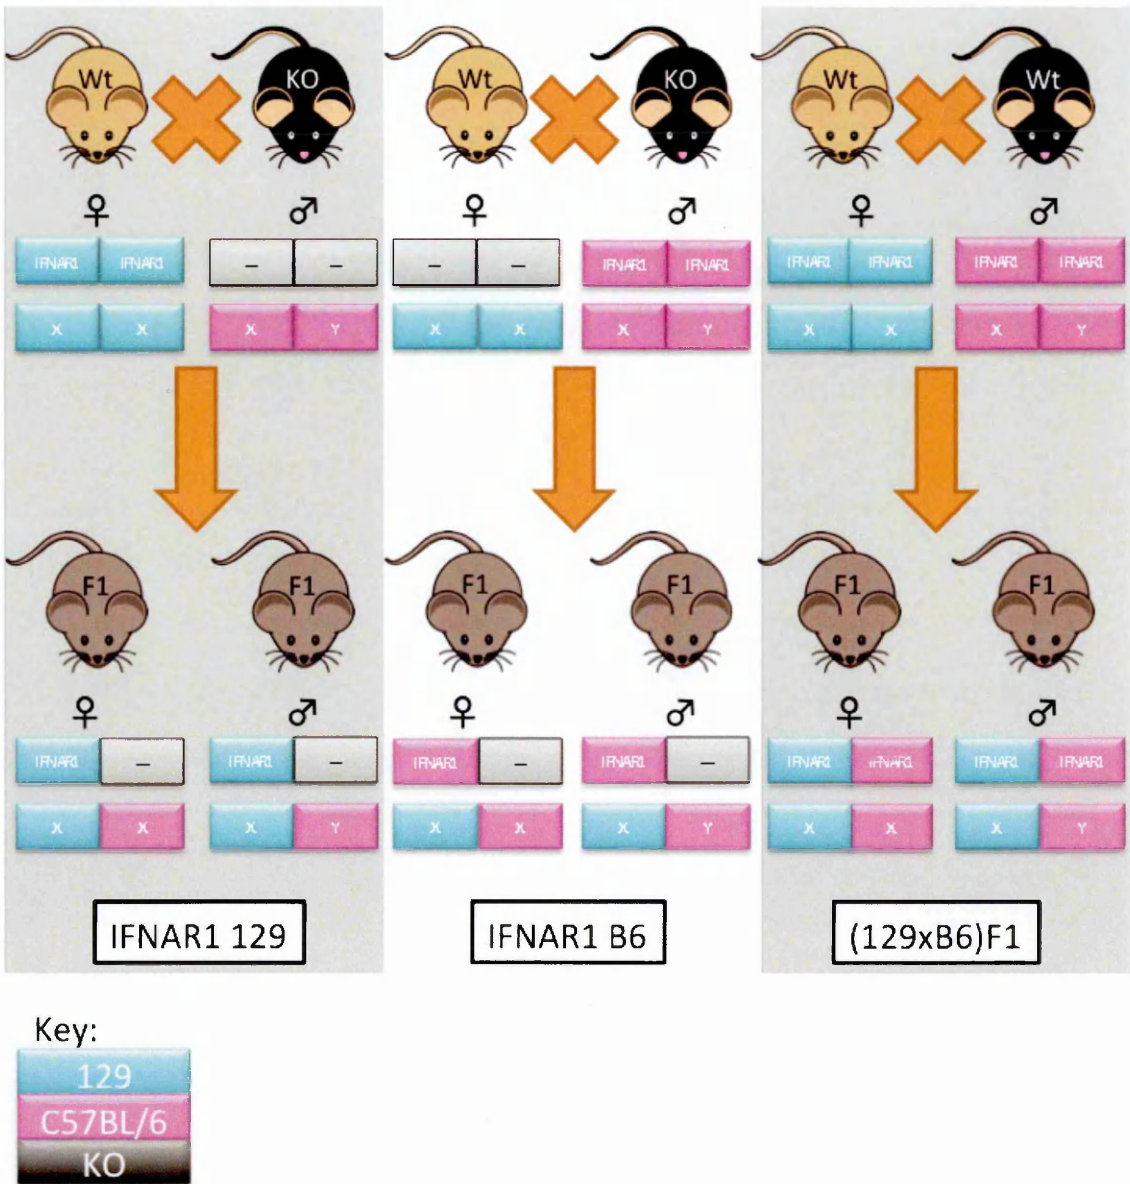 Wt KO Wt KO Wt Wt
♀ ♂ ♀ ♂ ♀ ♂
IFNAR1 IFNAR1 – – – – IFNAR1 IFNAR1 IFNAR1 IFNAR1 IFNAR1 IFNAR1
X X X Y X X X Y X X X Y
F1 F1 F1 F1 F1 F1
♀ ♂ ♀ ♂ ♀ ♂
IFNAR1 – IFNAR1 – IFNAR1 – IFNAR1 – IFNAR1 IFNAR1 IFNAR1 IFNAR1
X X X Y X X X Y X X X Y
IFNAR1 129 IFNAR1 B6 (129xB6)F1
Key:
129
C57BL/6
KO